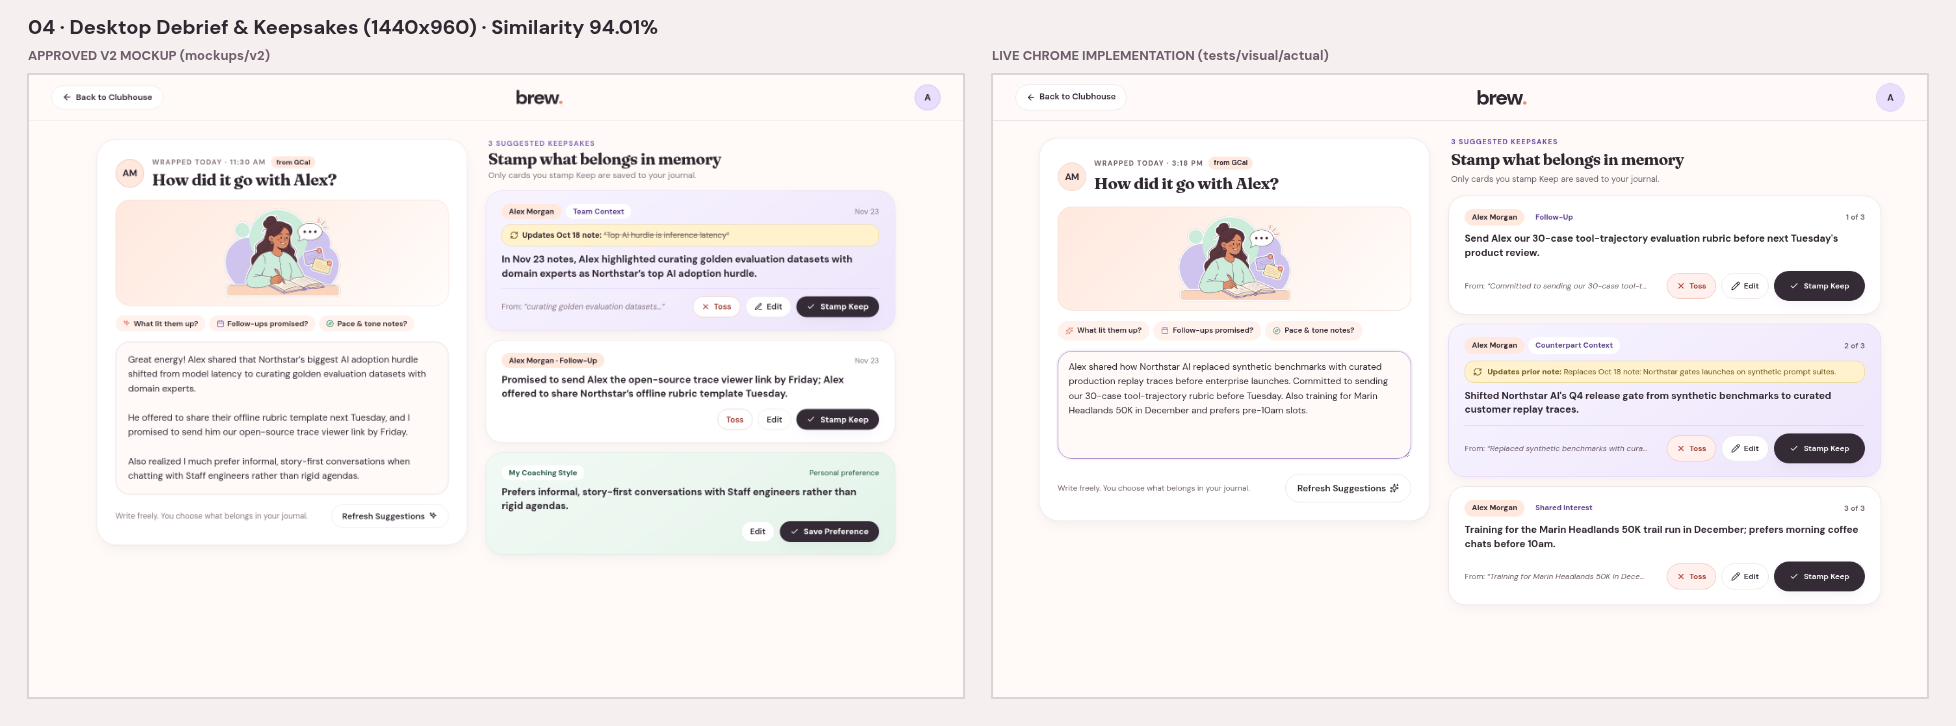 04 · Desktop Debrief & Keepsakes (1440x960) · Similarity 94.01%
APPROVED V2 MOCKUP (mockups/v2)
← Back to Clubhouse
brew.
A
AM
WRAPPED TODAY · 11:30 AM from GCal
How did it go with Alex?
What lit them up?
Follow-ups promised?
Pace & tone notes?
Great energy! Alex shared that Northstar's biggest AI adoption hurdle
shifted from model latency to curating golden evaluation datasets with
domain experts.
He offered to share their offline rubric template next Tuesday, and I
promised to send him our open-source trace viewer link by Friday.
Also realized I much prefer informal, story-first conversations when
chatting with Staff engineers rather than rigid agendas.
Write freely. You choose what belongs in your journal.
Refresh Suggestions
3 SUGGESTED KEEPSAKES
Stamp what belongs in memory
Only cards you stamp Keep are saved to your journal.
Alex Morgan Team Context Nov 23
Updates Oct 18 note: "Top AI hurdle is inference latency"
In Nov 23 notes, Alex highlighted curating golden evaluation datasets with
domain experts as Northstar's top AI adoption hurdle.
From: "curating golden evaluation datasets..."
Toss
Edit
Stamp Keep
Alex Morgan · Follow-Up Nov 23
Promised to send Alex the open-source trace viewer link by Friday; Alex
offered to share Northstar's offline rubric template Tuesday.
Toss
Edit
Stamp Keep
My Coaching Style Personal preference
Prefers informal, story-first conversations with Staff engineers rather than
rigid agendas.
Edit
Save Preference
LIVE CHROME IMPLEMENTATION (tests/visual/actual)
← Back to Clubhouse
brew.
A
AM
WRAPPED TODAY · 3:18 PM from GCal
How did it go with Alex?
What lit them up?
Follow-ups promised?
Pace & tone notes?
Alex shared how Northstar AI replaced synthetic benchmarks with curated
production replay traces before enterprise launches. Committed to sending
our 30-case tool-trajectory rubric before Tuesday. Also training for Marin
Headlands 50K in December and prefers pre-10am slots.
Write freely. You choose what belongs in your journal.
Refresh Suggestions
3 SUGGESTED KEEPSAKES
Stamp what belongs in memory
Only cards you stamp Keep are saved to your journal.
Alex Morgan Follow-Up 1 of 3
Send Alex our 30-case tool-trajectory evaluation rubric before next Tuesday's
product review.
From: "Committed to sending our 30-case tool-t...
Toss
Edit
Stamp Keep
Alex Morgan Counterpart Context 2 of 3
Updates prior note: Replaces Oct 18 note: Northstar gates launches on synthetic prompt suites.
Shifted Northstar AI's Q4 release gate from synthetic benchmarks to curated
customer replay traces.
From: "Replaced synthetic benchmarks with cura...
Toss
Edit
Stamp Keep
Alex Morgan Shared Interest 3 of 3
Training for the Marin Headlands 50K trail run in December; prefers morning coffee
chats before 10am.
From: "Training for Marin Headlands 50K in Dece...
Toss
Edit
Stamp Keep